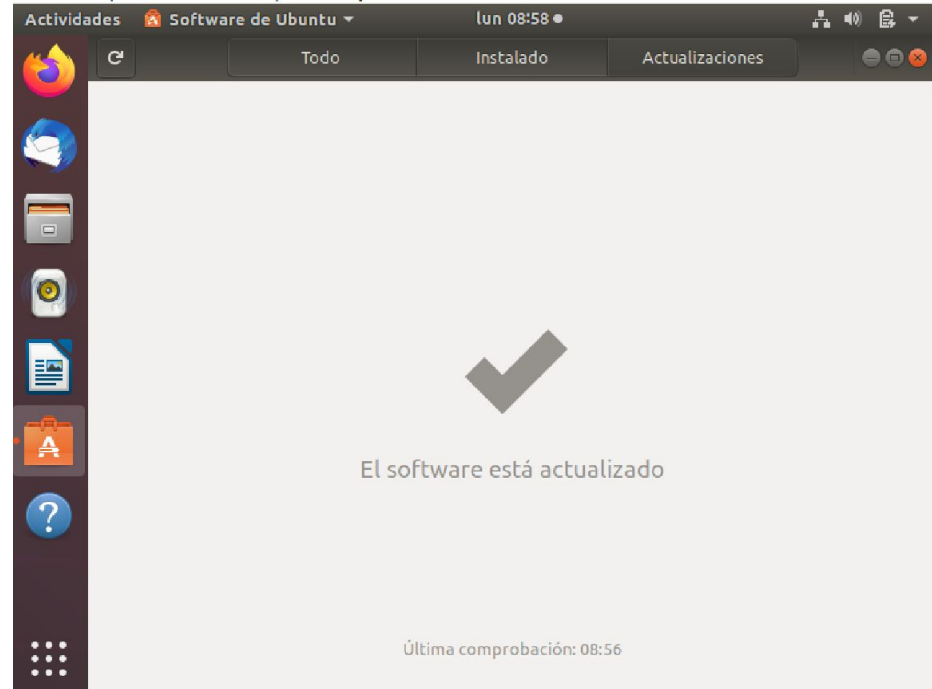 Actividades Software de Ubuntu lun 08:58
Todo Instalado Actualizaciones
El software está actualizado
Última comprobación: 08:56